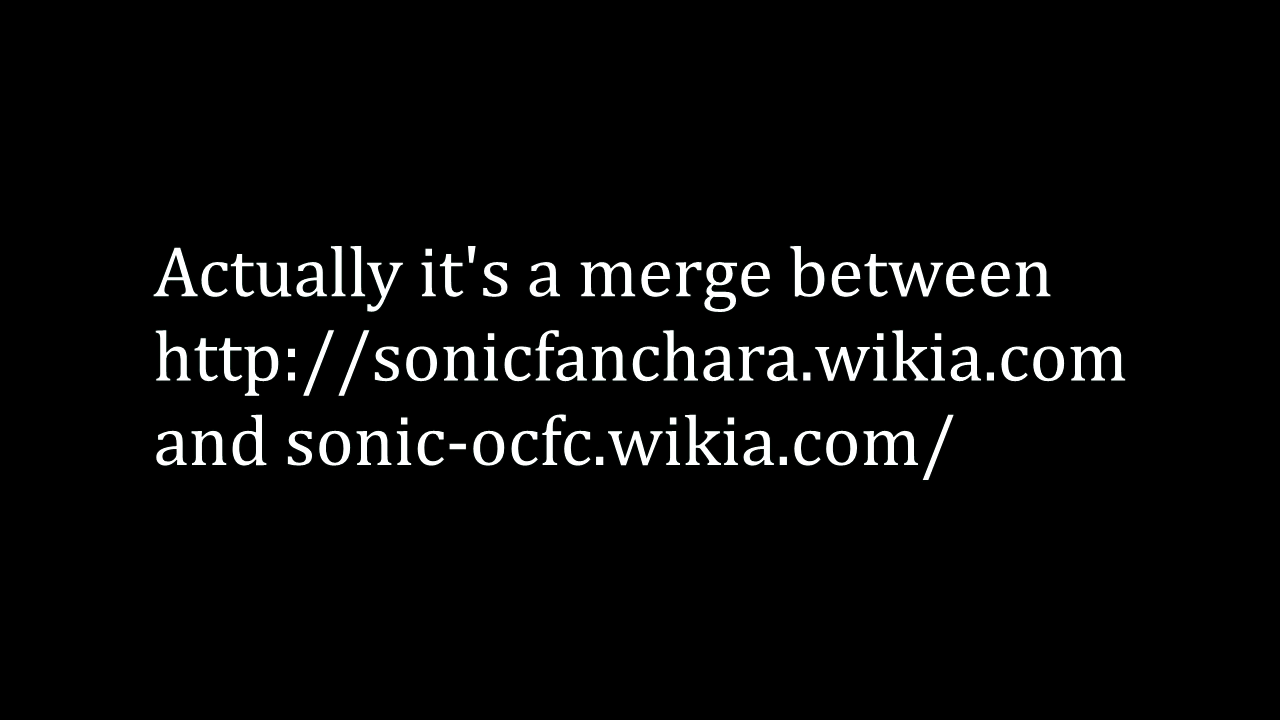 Actually it's a merge between
http://sonicfanchara.wikia.com
and sonic-ocfc.wikia.com/